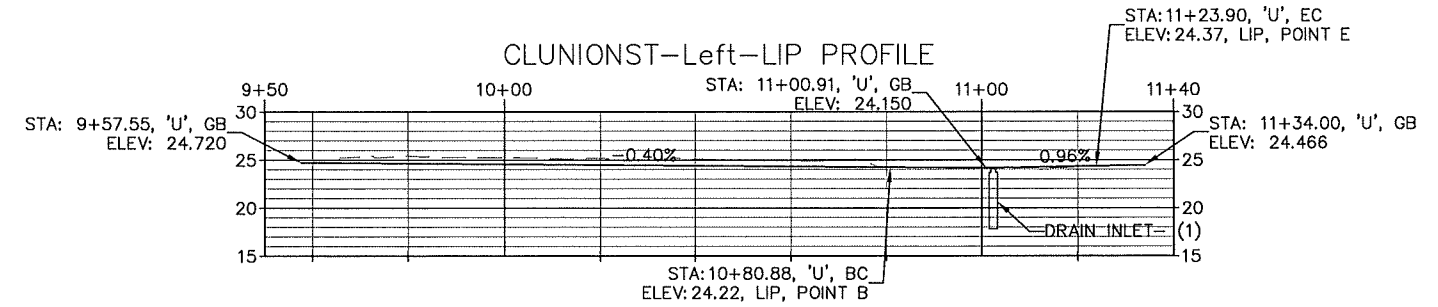 STA: 11+23.90, 'U', EC
ELEV: 24.37, LIP, POINT E
CLUNIONST-Left-LIP PROFILE
9+50
10+00
STA: 11+00.91, 'U', GB
ELEV: 24.150
11+00
11+40
30
30
STA: 9+57.55, 'U', GB
ELEV: 24.720
STA: 11+34.00, 'U', GB
ELEV: 24.466
25
0.40%
0.96%
25
20
20
DRAIN INLET- (1)
15
15
STA: 10+80.88, 'U', BC
ELEV: 24.22, LIP, POINT B